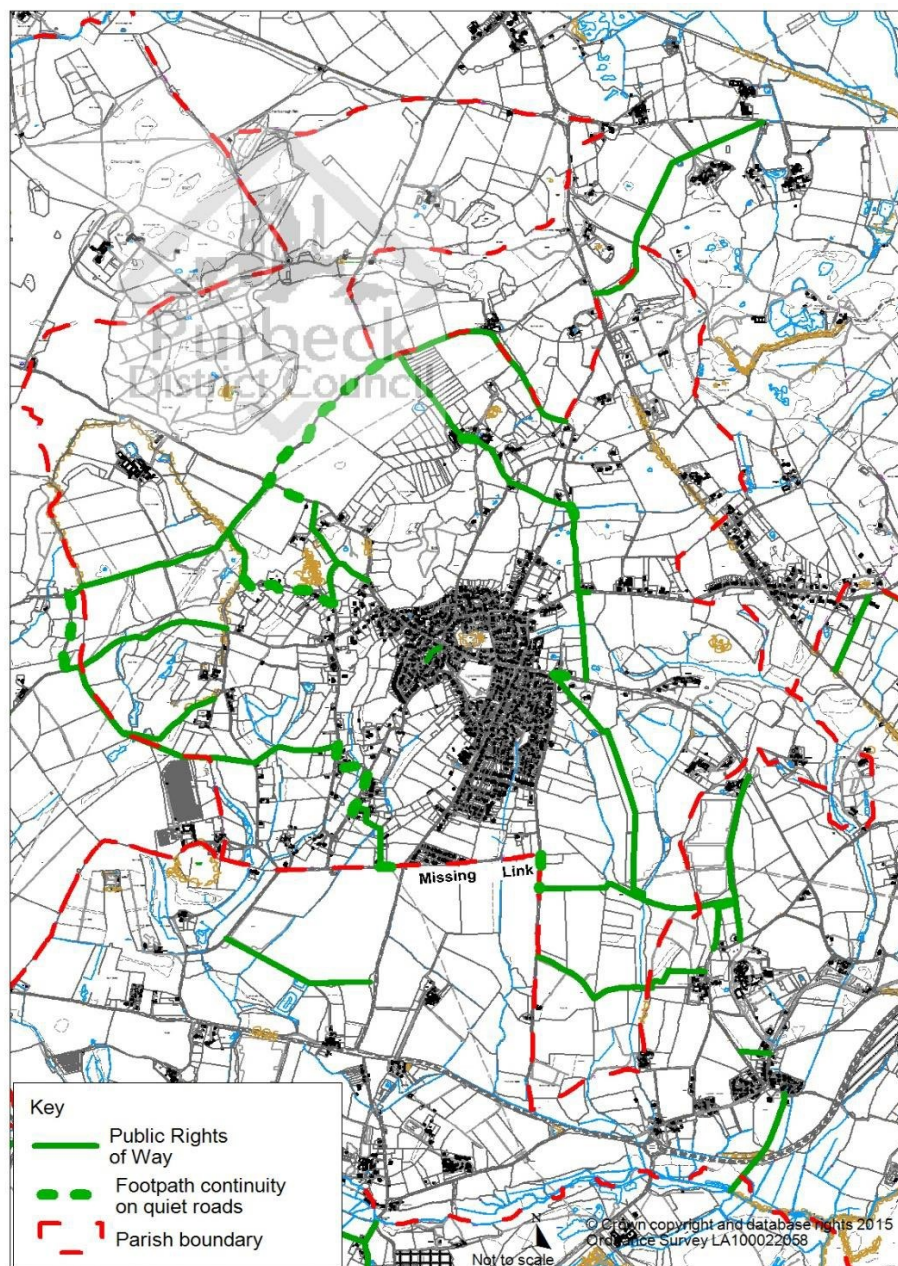 Purbeck
District Council
Missing Link
Key
Public Rights
of Way
Footpath continuity
on quiet roads
Parish boundary
N
Not to scale
© Crown copyright and database rights 2015
Ordnance Survey LA100022058